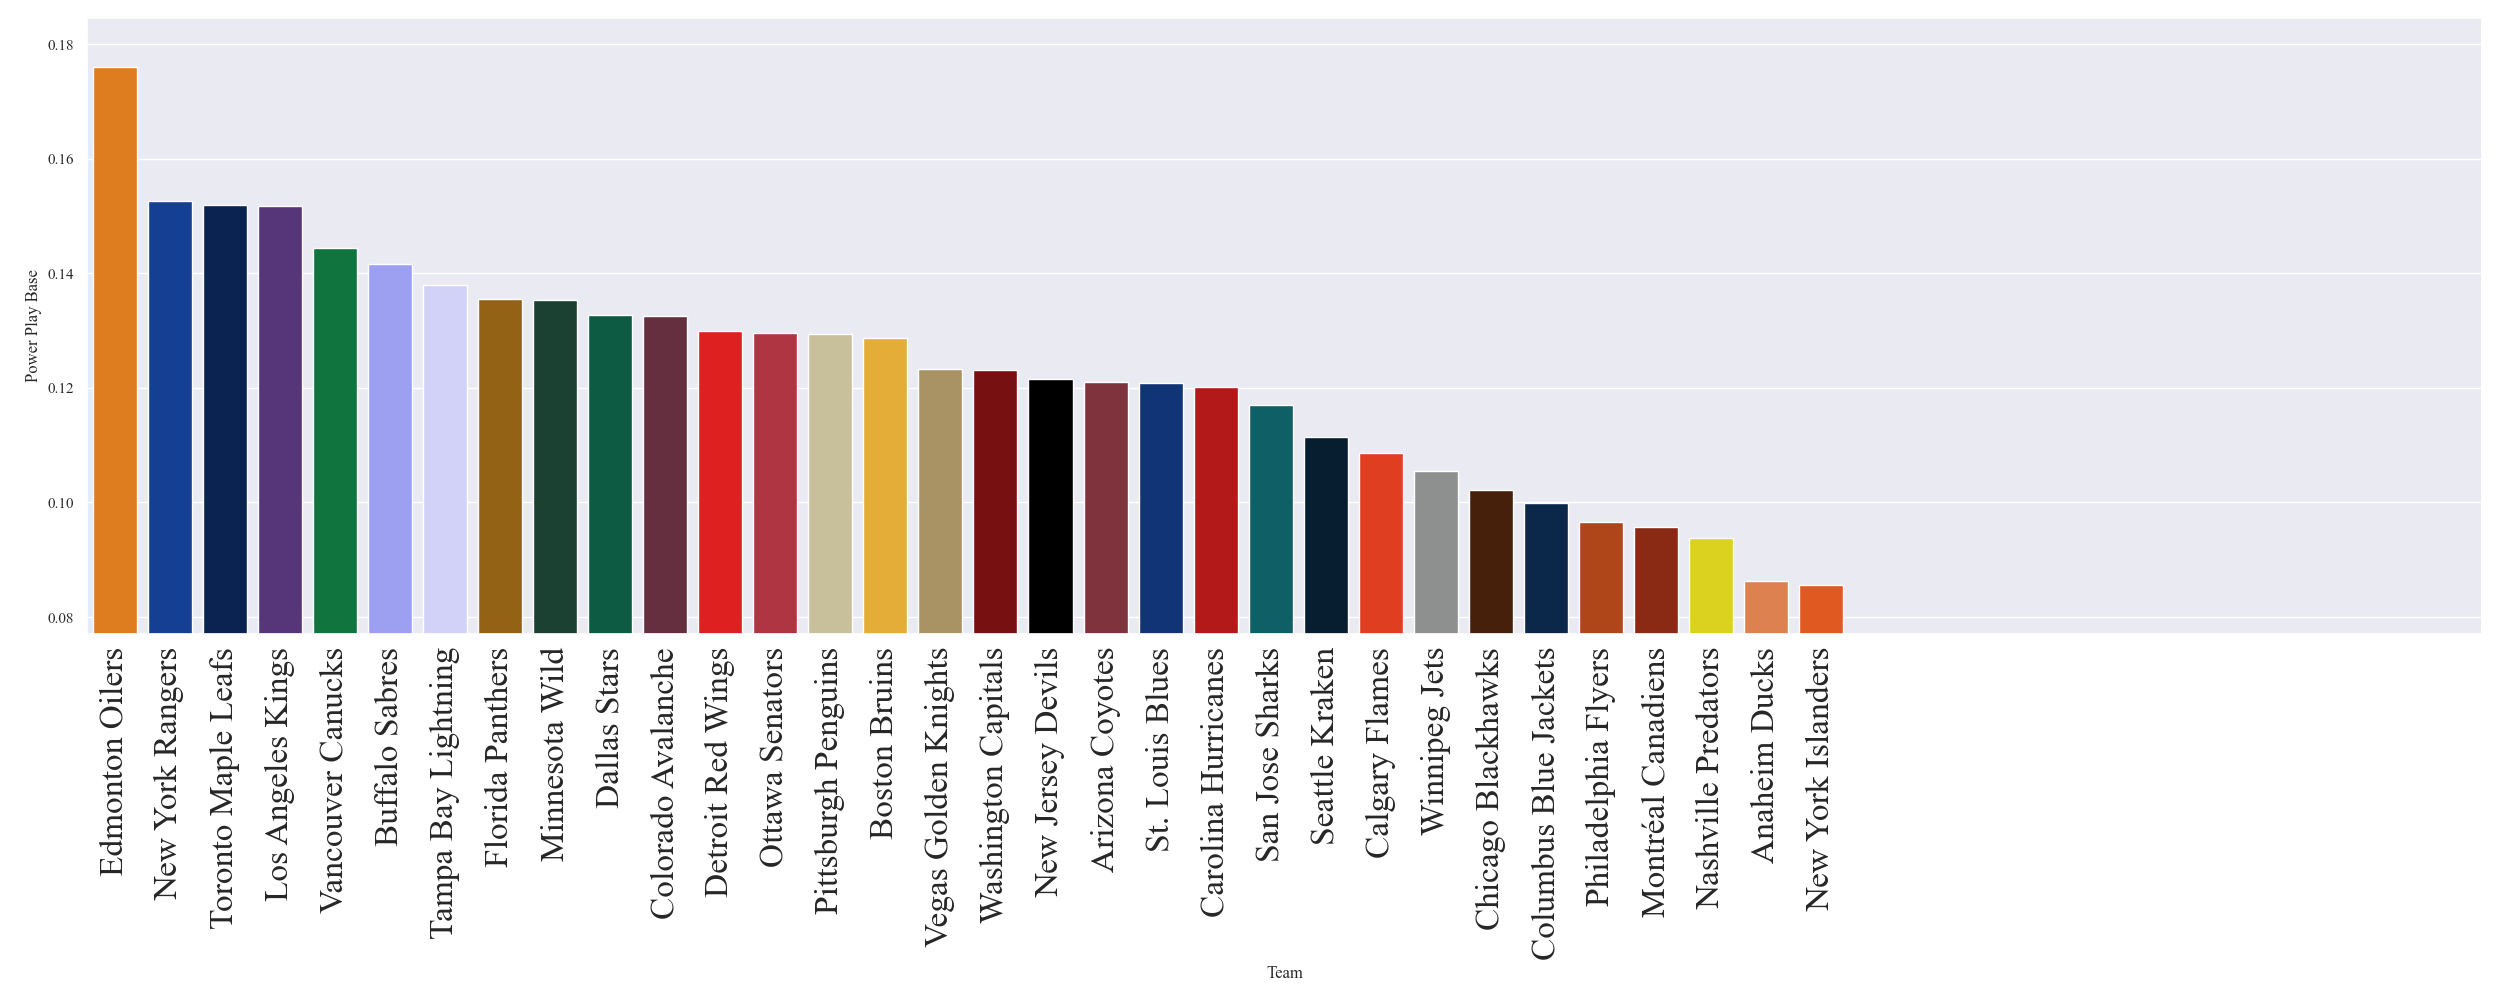 0.18
0.16
0.14
0.12
0.10
0.08
Power Play Base
Edmonton Oilers
New York Rangers
Toronto Maple Leafs
Los Angeles Kings
Vancouver Canucks
Buffalo Sabres
Tampa Bay Lightning
Florida Panthers
Minnesota Wild
Dallas Stars
Colorado Avalanche
Detroit Red Wings
Ottawa Senators
Pittsburgh Penguins
Boston Bruins
Vegas Golden Knights
Washington Capitals
New Jersey Devils
Arizona Coyotes
St. Louis Blues
Carolina Hurricanes
San Jose Sharks
Seattle Kraken
Calgary Flames
Winnipeg Jets
Chicago Blackhawks
Columbus Blue Jackets
Philadelphia Flyers
Montréal Canadiens
Nashville Predators
Anaheim Ducks
New York Islanders
Team